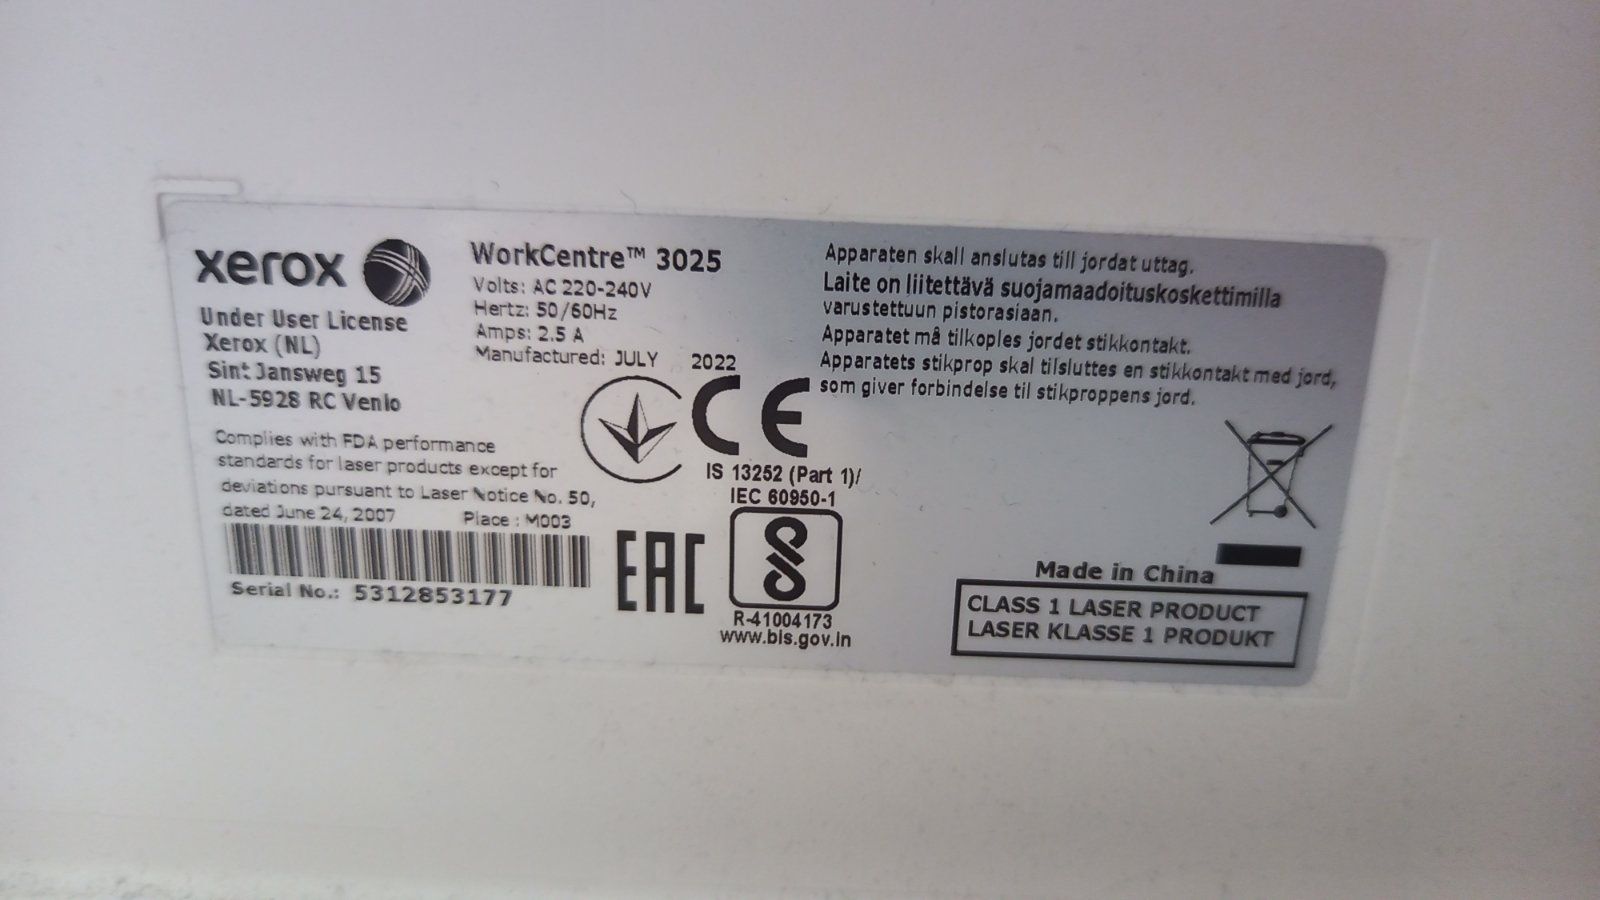 xerox
Under User License
Xerox (NL)
Sint Jansweg 15
NL-5928 RC Venlo
Complies with FDA performance
standards for laser products except for
deviations pursuant to Laser Notice No. 50,
dated June 24, 2007 Place : M003
Serial No.: 5312853177
WorkCentre™ 3025
Volts: AC 220-240V
Hertz: 50/60Hz
Amps: 2.5 A
Manufactured: JULY 2022
CE
IS 13252 (Part 1)/
IEC 60950-1
EAC
R-41004173
www.bis.gov.in
Apparaten skall anslutas till jordat uttag.
Laite on liitettävä suojamaadoituskoskettimilla
varustettuun pistorasiaan.
Apparatet må tilkoples jordet stikkontakt.
Apparatets stikprop skal tilsluttes en stikkontakt med jord,
som giver forbindelse til stikproppens jord.
Made in China
CLASS 1 LASER PRODUCT
LASER KLASSE 1 PRODUKT